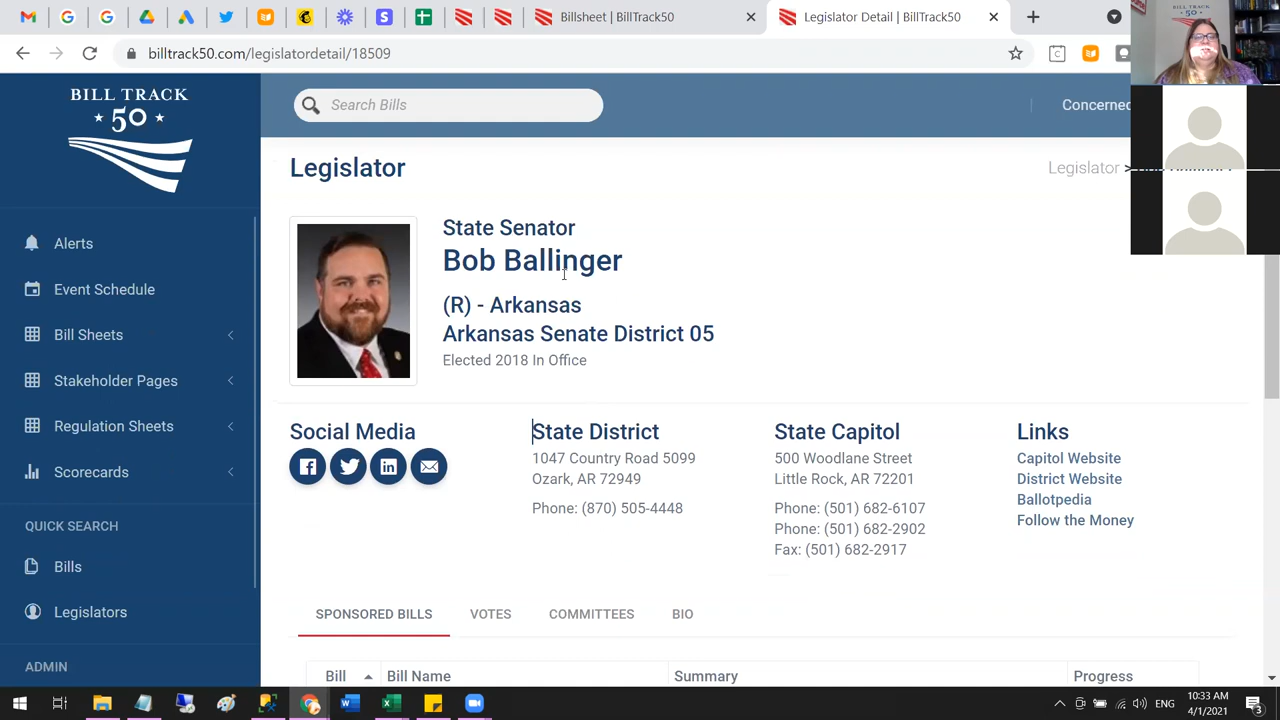 Billsheet | BillTrack50
Legislator Detail | BillTrack50
billtrack50.com/legislatordetail/18509
BILL TRACK
50
Search Bills
Concerned
Legislator
Legislator >
State Senator
Bob Ballinger
(R) - Arkansas
Arkansas Senate District 05
Elected 2018 In Office
Alerts
Event Schedule
Bill Sheets
Stakeholder Pages
Regulation Sheets
Scorecards
QUICK SEARCH
Bills
Legislators
ADMIN
Social Media
State District
1047 Country Road 5099
Ozark, AR 72949
Phone: (870) 505-4448
State Capitol
500 Woodlane Street
Little Rock, AR 72201
Phone: (501) 682-6107
Phone: (501) 682-2902
Fax: (501) 682-2917
Links
Capitol Website
District Website
Ballotpedia
Follow the Money
SPONSORED BILLS VOTES COMMITTEES BIO
Bill Bill Name Summary Progress
ENG
10:33 AM
4/1/2021
3